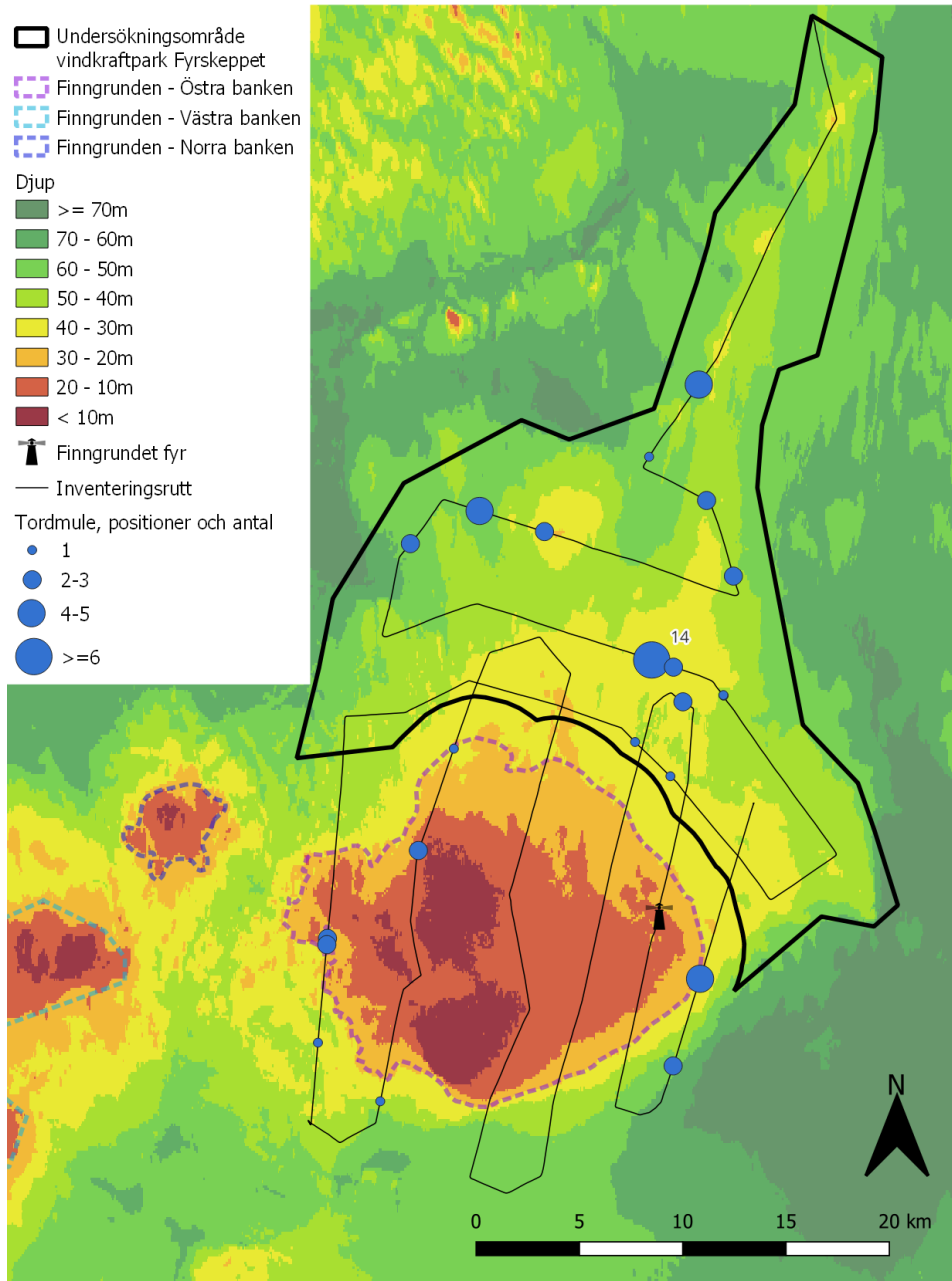 Undersökningsområde
vindkraftpark Fyrskeppet
Finngrunden - Östra banken
Finngrunden - Västra banken
Finngrunden - Norra banken
Djup
>= 70m
70 - 60m
60 - 50m
50 - 40m
40 - 30m
30 - 20m
20 - 10m
< 10m
Finngrundet fyr
Inventeringsrutt
Tordmule, positioner och antal
1
2-3
4-5
>=6
14
N
0 5 10 15 20 km